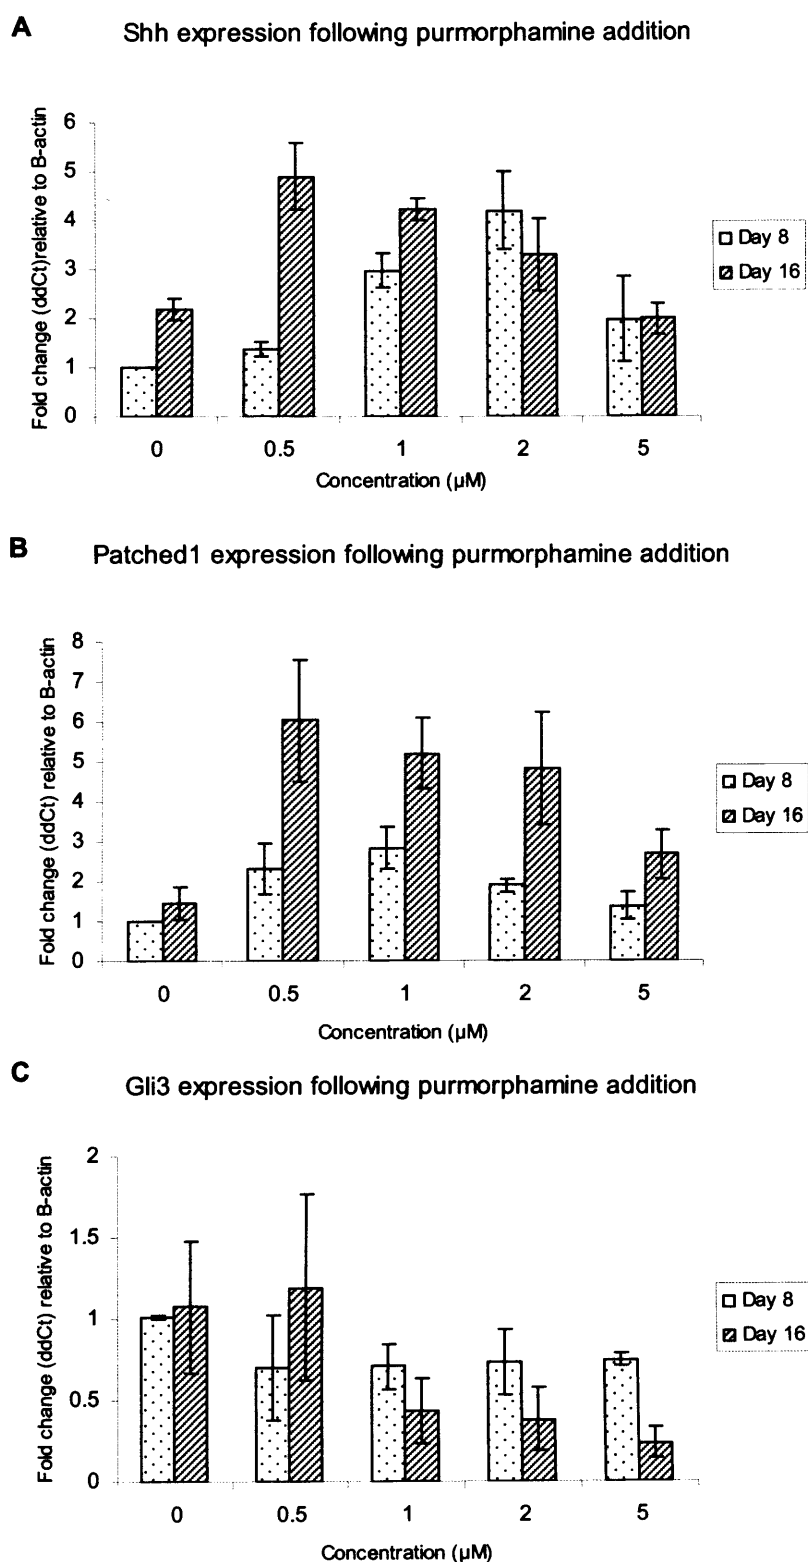 A
Shh expression following purmorphamine addition
Fold change (ddCt)relative to B-actin
6
5
4
3
2
1
0
0 0.5 1 2 5
Concentration (µM)
Day 8
Day 16
B
Patched1 expression following purmorphamine addition
Fold change (ddCt) relative to B-actin
8
7
6
5
4
3
2
1
0
0 0.5 1 2 5
Concentration (µM)
Day 8
Day 16
C
Gli3 expression following purmorphamine addition
Fold change (ddCt) relative to B-actin
2
1.5
1
0.5
0
0 0.5 1 2 5
Concentration (µM)
Day 8
Day 16